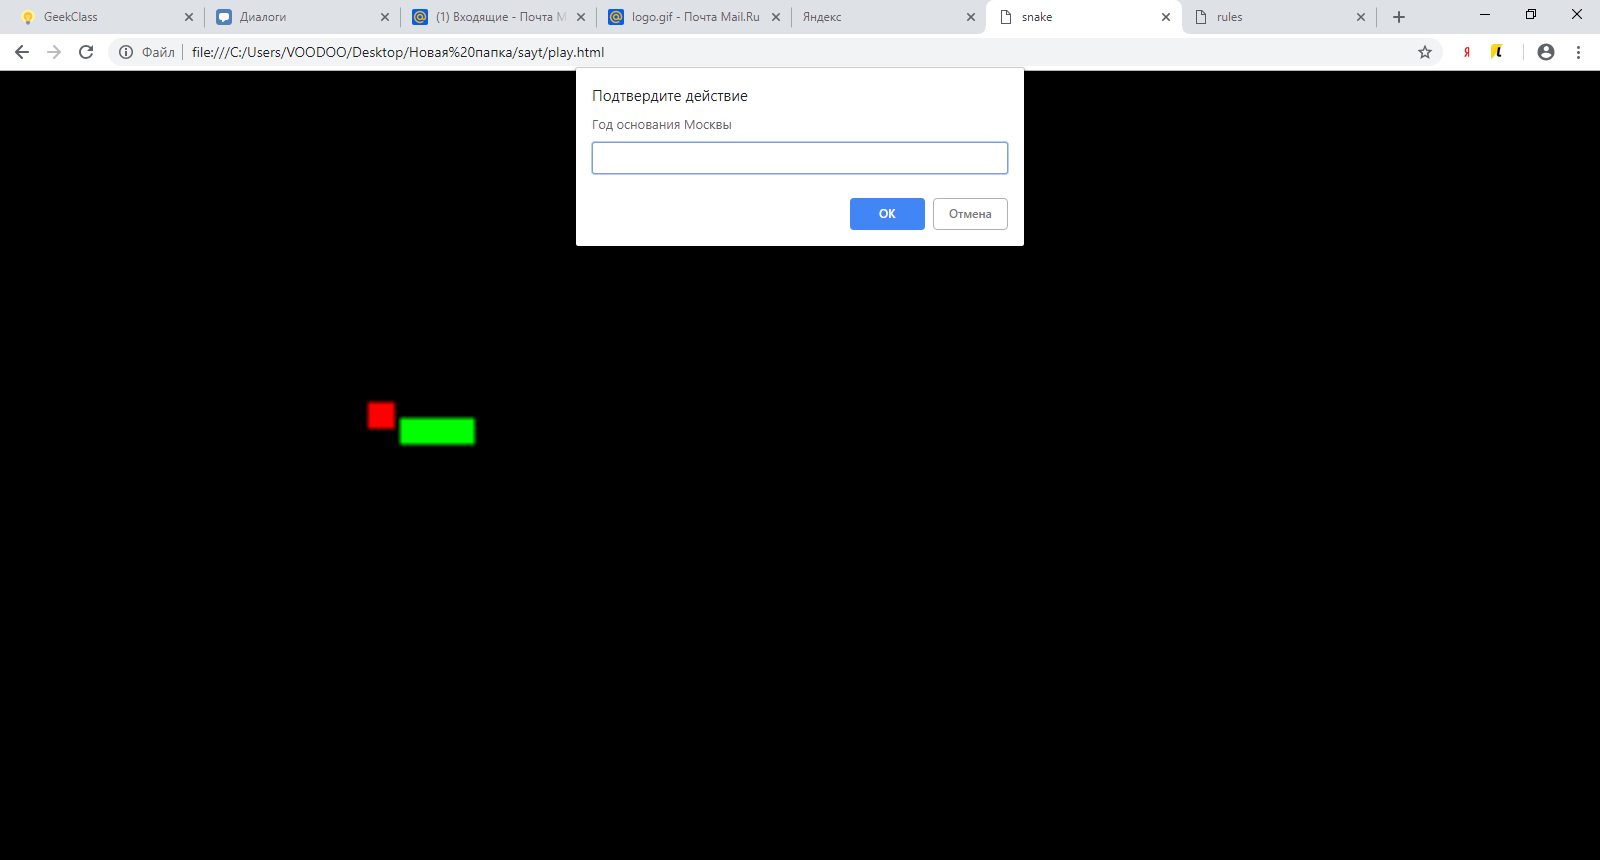 GeekClass
Диалоги
(1) Входящие - Почта M
logo.gif - Почта Mail.Ru
Яндекс
snake
rules
Файл
file:///C:/Users/VOODOO/Desktop/Новая%20папка/sayt/play.html
Я
L
Подтвердите действие
Год основания Москвы
ОК
Отмена